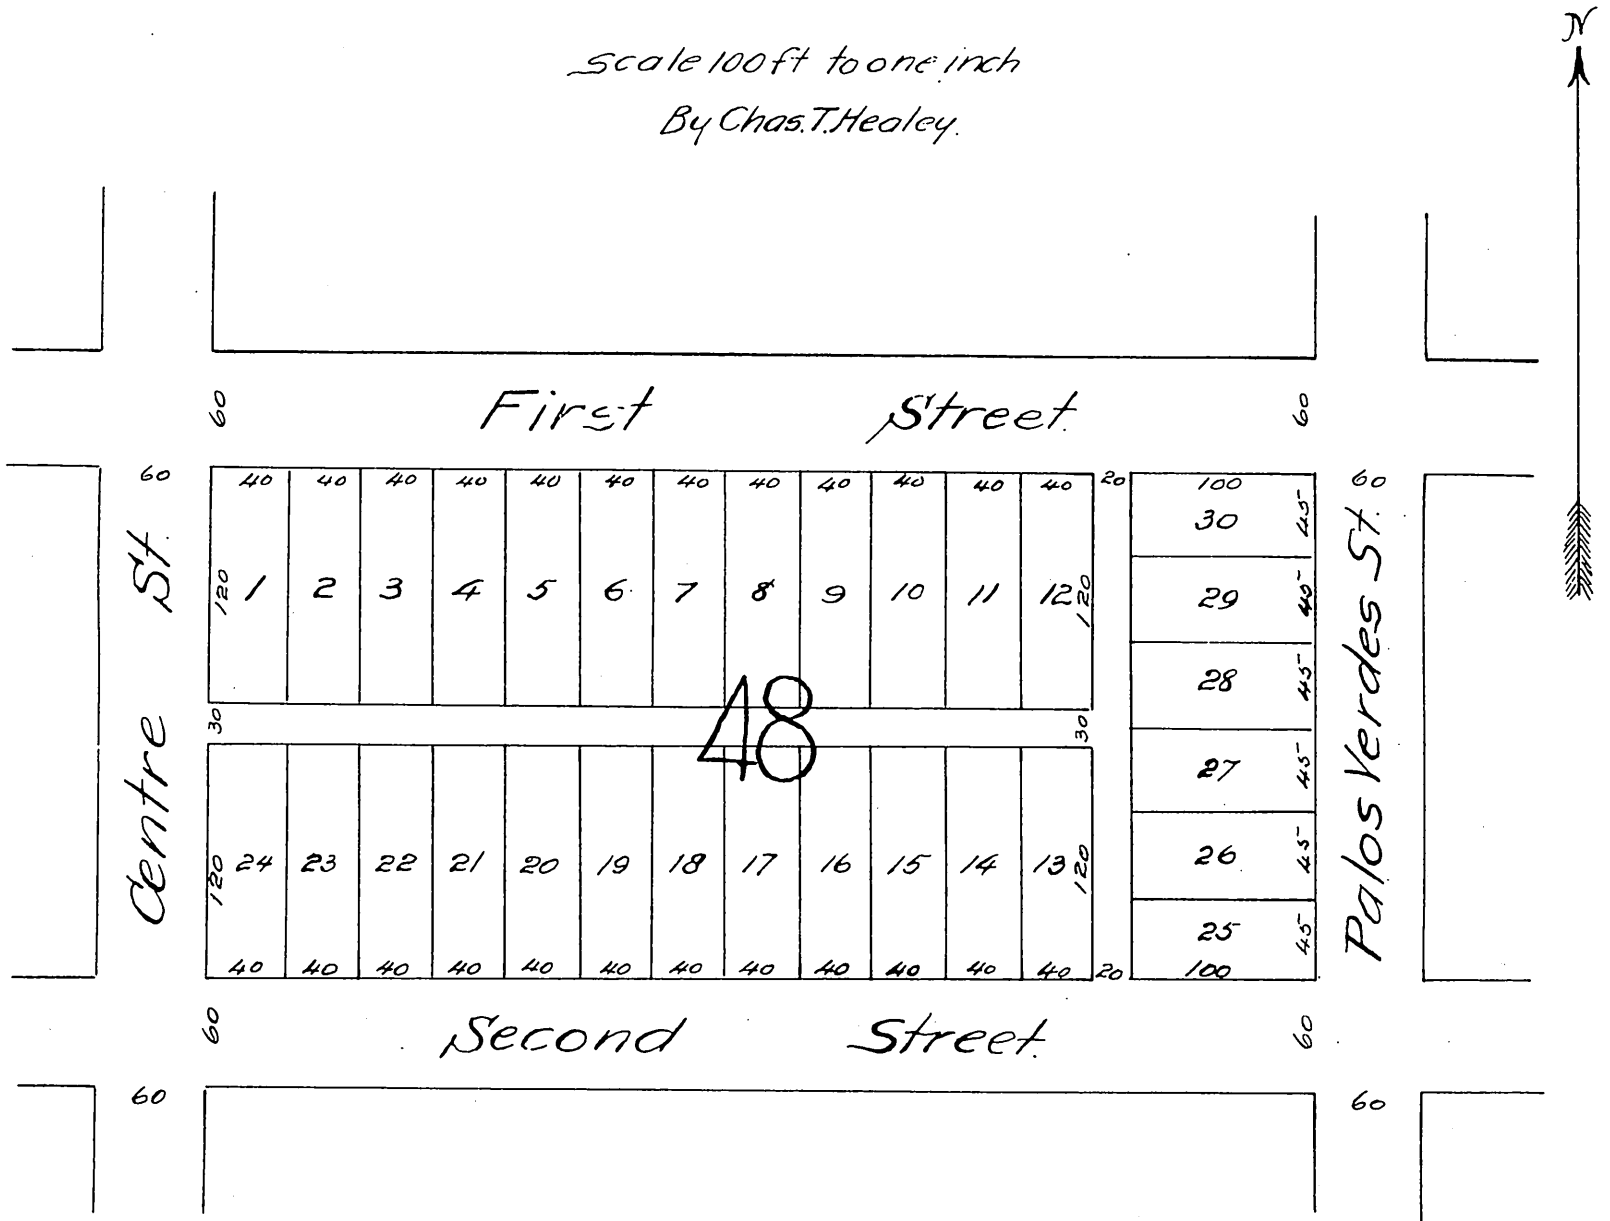 N
Scale 100 ft to one inch
By Chas. T. Healey.
60 First Street 60
60 40 40 40 40 40 40 40 40 40 40 40 40 20 100 60
30 45
120 1 2 3 4 5 6 7 8 9 10 11 12 120 29 45
28 45
30 48 30
27 45
120 24 23 22 21 20 19 18 17 16 15 14 13 120 26 45
25 45
40 40 40 40 40 40 40 40 40 40 40 40 20 100
Centre St.
Palos Verdes St.
60 Second Street 60
60 60